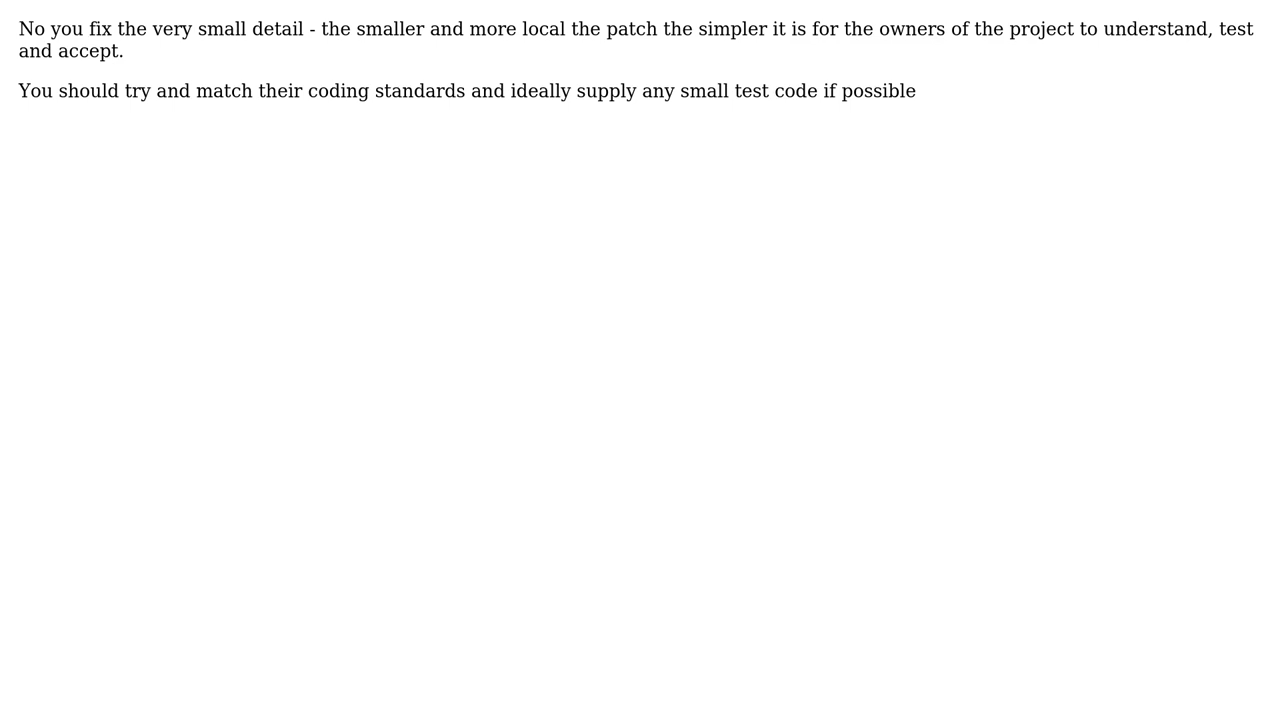 No you fix the very small detail - the smaller and more local the patch the simpler it is for the owners of the project to understand, test
and accept.
You should try and match their coding standards and ideally supply any small test code if possible